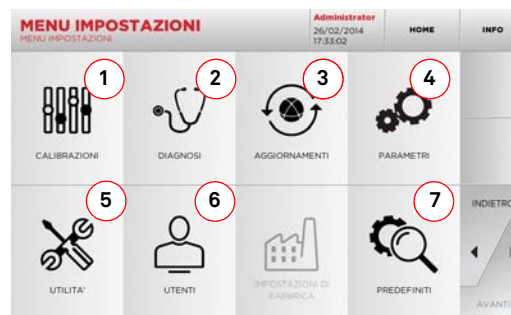 MENU IMPOSTAZIONI
MENU IMPOSTAZIONI
Administrator
26/02/2014
17:33:02
HOME
INFO
1
2
3
4
CALIBRAZIONI
DIAGNOSI
AGGIORNAMENTI
PARAMETRI
5
6
7
INDIETRO
UTILITA'
UTENTI
IMPOSTAZIONI DI
FABBRICA
PREDEFINITI
AVANTI